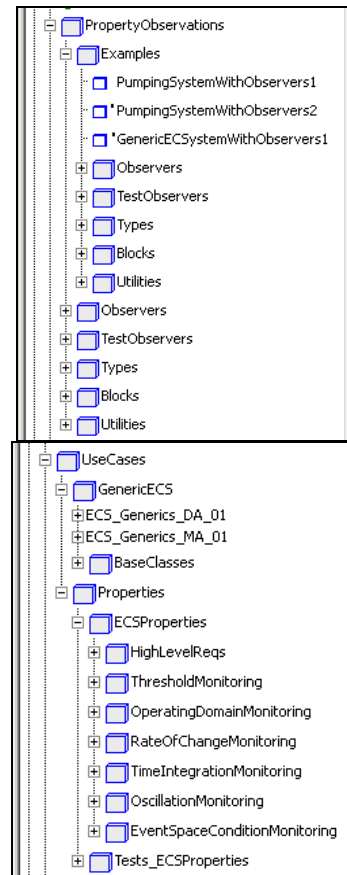 PropertyObservations
Examples
PumpingSystemWithObservers1
PumpingSystemWithObservers2
GenericECSystemWithObservers1
Observers
TestObservers
Types
Blocks
Utilities
Observers
TestObservers
Types
Blocks
Utilities
UseCases
GenericECS
ECS_Generics_DA_01
ECS_Generics_MA_01
BaseClasses
Properties
ECSProperties
HighLevelReqs
ThresholdMonitoring
OperatingDomainMonitoring
RateOfChangeMonitoring
TimeIntegrationMonitoring
OscillationMonitoring
EventSpaceConditionMonitoring
Tests_ECSProperties